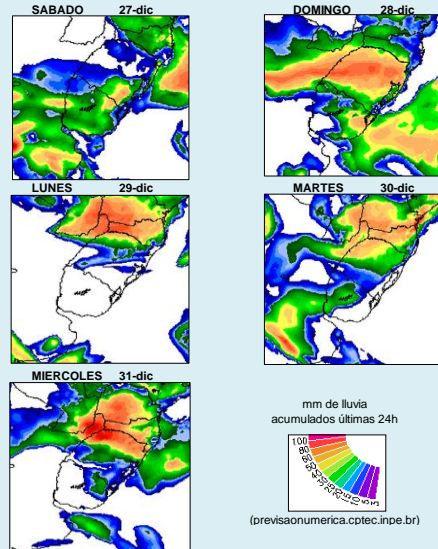 SABADO 27-dic
DOMINGO 28-dic
LUNES 29-dic
MARTES 30-dic
MIERCOLES 31-dic
mm de lluvia
acumulados últimas 24h
100
80
(previsaonumerica.cptec.inpe.br)